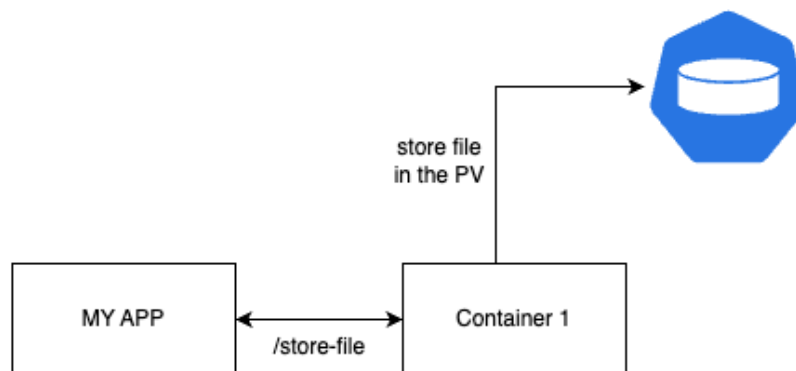 store file
in the PV
MY APP
/store-file
Container 1